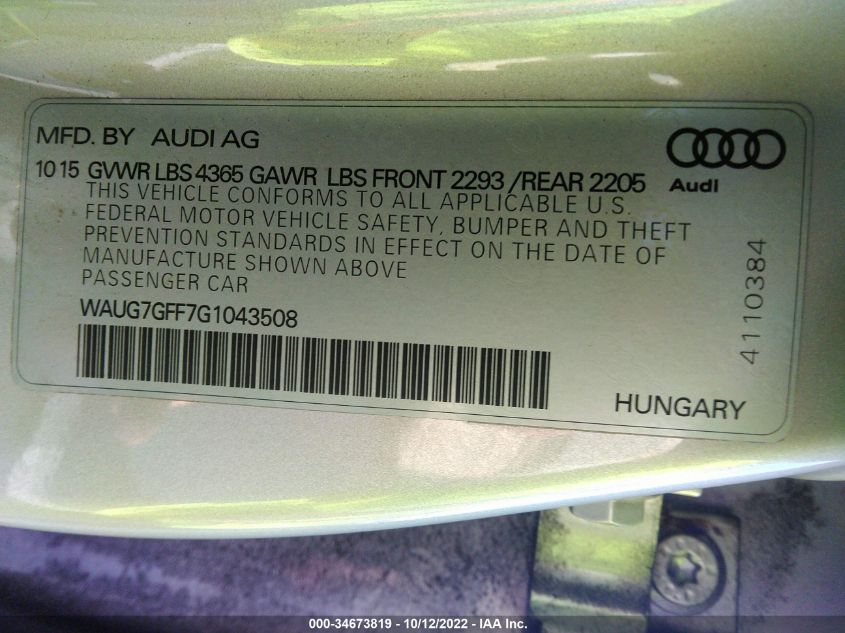 MFD. BY AUDI AG
10 15 GVWR LBS 4365 GAWR LBS FRONT 2293 /REAR 2205
THIS VEHICLE CONFORMS TO ALL APPLICABLE U.S.
FEDERAL MOTOR VEHICLE SAFETY, BUMPER AND THEFT
PREVENTION STANDARDS IN EFFECT ON THE DATE OF
MANUFACTURE SHOWN ABOVE
PASSENGER CAR
WAUG7GFF7G1043508
Audi
4110384
HUNGARY
000-34673819 - 10/12/2022 - IAA Inc.